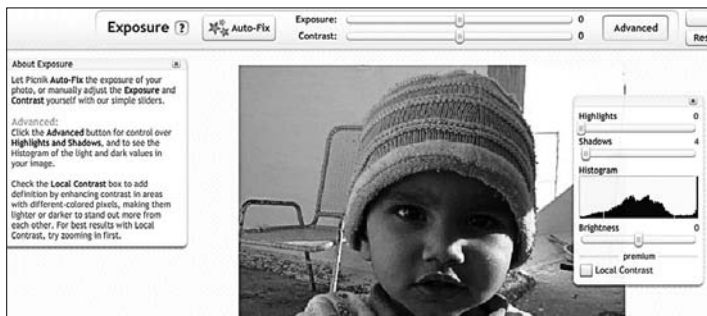 Exposure ? Auto-Fix Exposure: 0 Advanced
Contrast: 0
About Exposure
Let Picnik Auto-Fix the exposure of your
photo, or manually adjust the Exposure and
Contrast yourself with our simple sliders.
Advanced:
Click the Advanced button for control over
Highlights and Shadows, and to see the
Histogram of the light and dark values in
your image.
Check the Local Contrast box to add
definition by enhancing contrast in areas
with different-colored pixels, making them
lighter or darker to stand out more from
each other. For best results with Local
Contrast, try zooming in first.
Highlights 0
Shadows 4
Histogram
Brightness 0
premium
Local Contrast